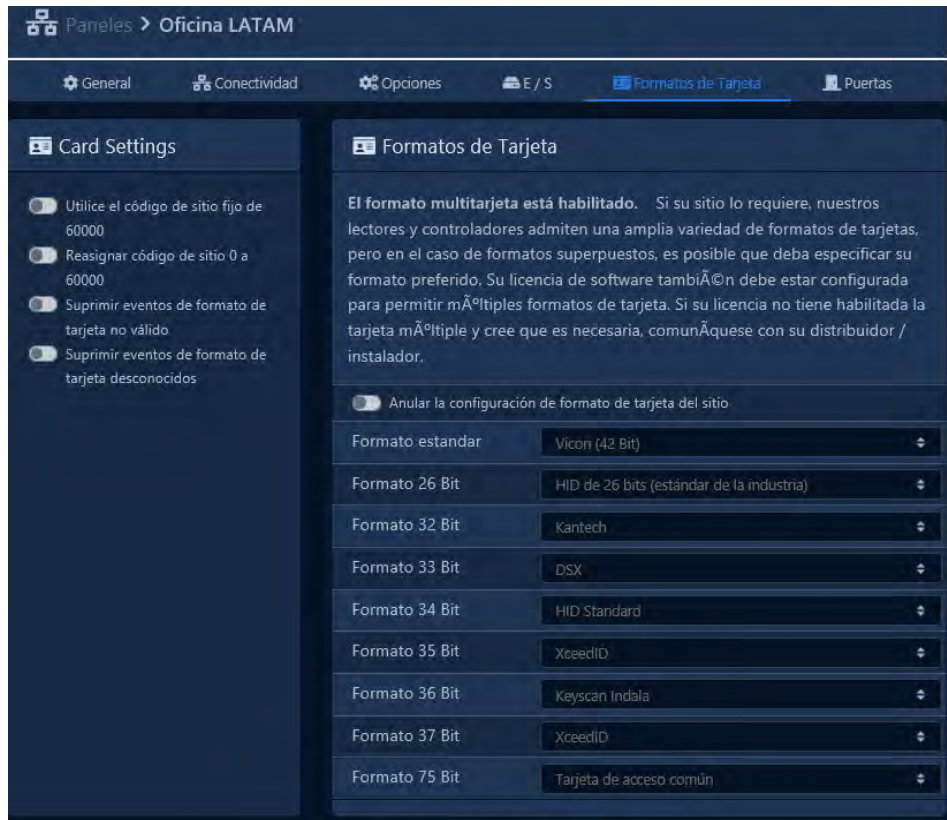 Paneles > Oficina LATAM
General Conectividad Opciones E / S Formatos de Tarjeta Puertas
Card Settings
Utilice el código de sitio fijo de
60000
Reasignar código de sitio 0 a
60000
Suprimir eventos de formato de
tarjeta no válido
Suprimir eventos de formato de
tarjeta desconocidos
Formatos de Tarjeta
El formato multitarjeta está habilitado. Si su sitio lo requiere, nuestros
lectores y controladores admiten una amplia variedad de formatos de tarjetas,
pero en el caso de formatos superpuestos, es posible que deba especificar su
formato preferido. Su licencia de software tambiÃ©n debe estar configurada
para permitir mÃºltiples formatos de tarjeta. Si su licencia no tiene habilitada la
tarjeta mÃºltiple y cree que es necesaria, comunÃquese con su distribuidor /
instalador.
Anular la configuración de formato de tarjeta del sitio
Formato estandar Vicon (42 Bit)
Formato 26 Bit HID de 26 bits (estándar de la industria)
Formato 32 Bit Kantech
Formato 33 Bit DSX
Formato 34 Bit HID Standard
Formato 35 Bit XceedID
Formato 36 Bit Keyscan Indala
Formato 37 Bit XceedID
Formato 75 Bit Tarjeta de acceso común